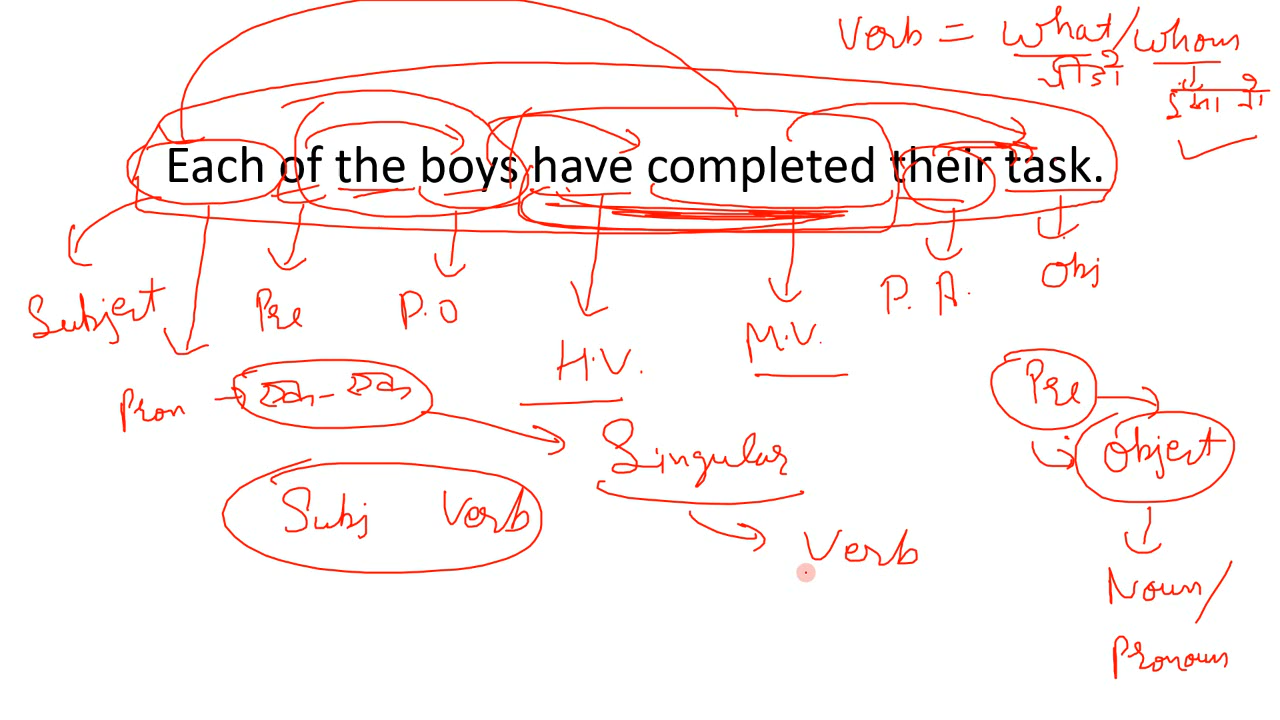 Verb = What/Whom
Each of the boys have completed their task.
Subject Pre P.O H.V. M.V. P.A. Obj
Pron
Singular
Pre
Object
Subj Verb
Verb
Noun/
Pronoun